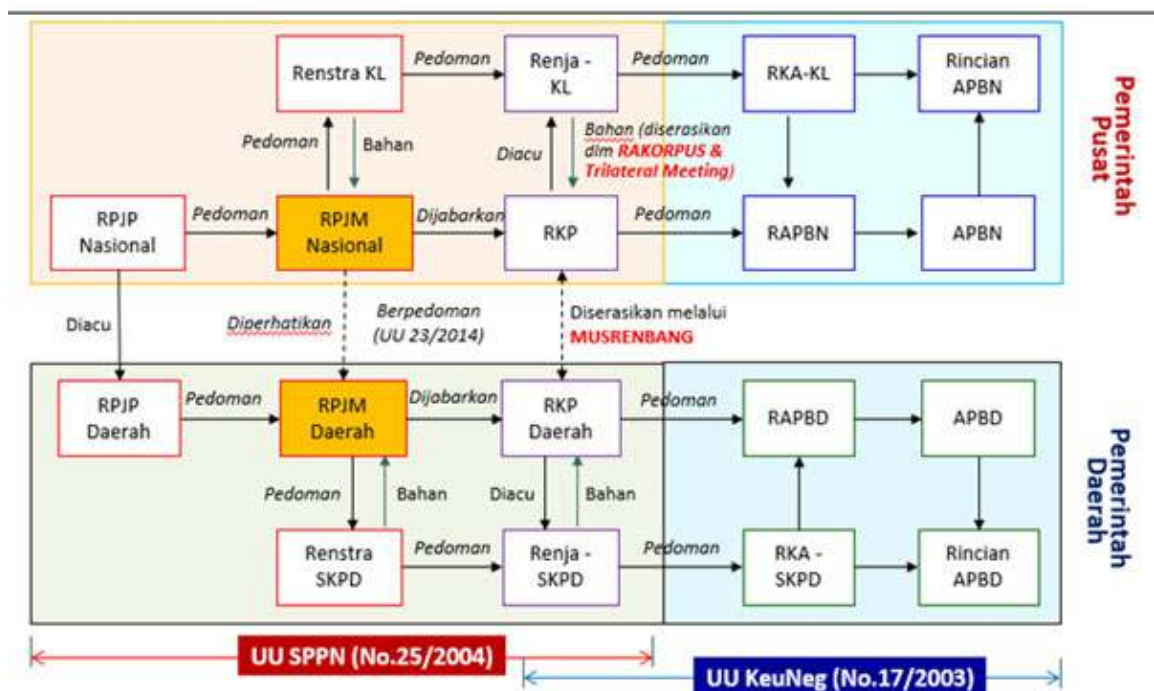 Pedoman
Pedoman
Renstra KL
Renja -
KL
RKA-KL
Rincian
APBN
Pedoman
Bahan
Diacu
Bahan (diserasikan
dlm RAKORPUS &
Trilateral Meeting)
RPJP
Nasional
Pedoman
RPJM
Nasional
Dijabarkan
RKP
Pedoman
RAPBN
APBN
Pemerintah
Pusat
Diacu
Diperhatikan
Berpedoman
(UU 23/2014)
Diserasikan melalui
MUSRENBANG
RPJP
Daerah
Pedoman
RPJM
Daerah
Dijabarkan
RKP
Daerah
Pedoman
RAPBD
APBD
Pedoman
Bahan
Diacu
Bahan
Renstra
SKPD
Pedoman
Renja -
SKPD
Pedoman
RKA -
SKPD
Rincian
APBD
Pemerintah
Daerah
UU SPPN (No.25/2004)
UU KeuNeg (No.17/2003)